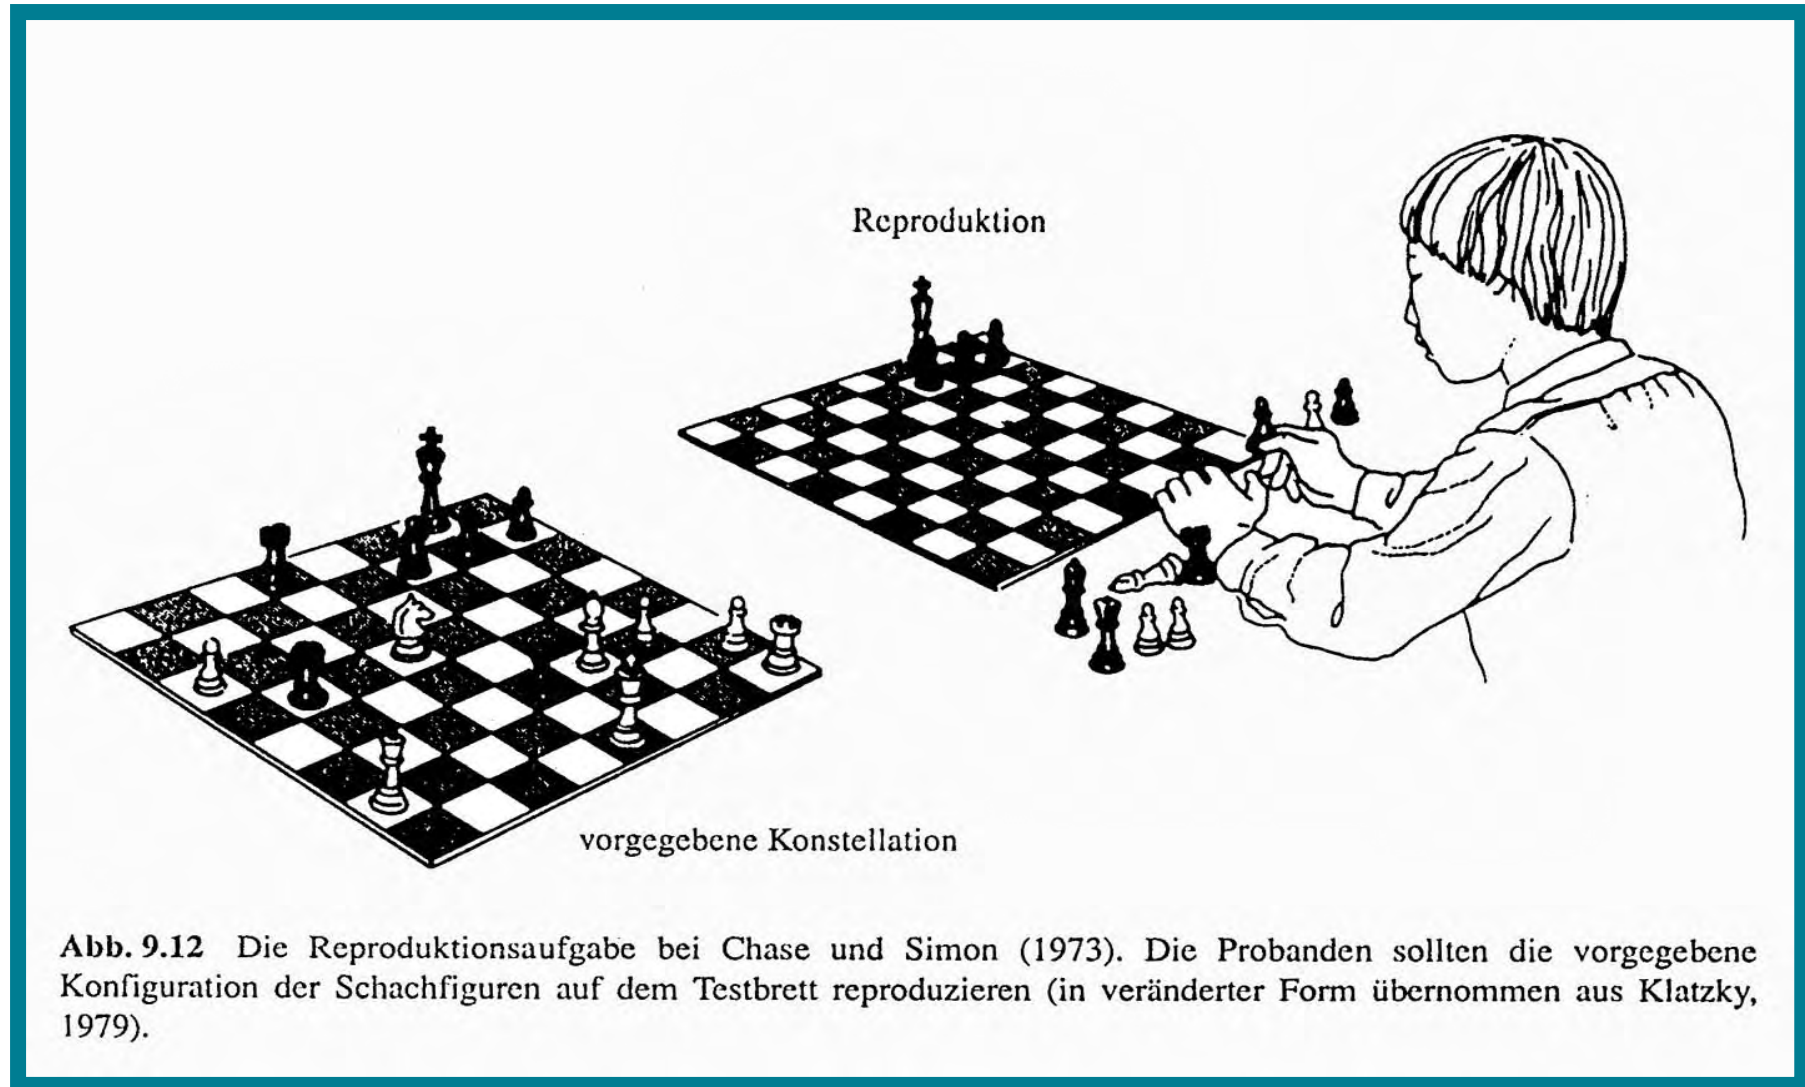 Reproduktion
vorgegebene Konstellation
Abb. 9.12 Die Reproduktionsaufgabe bei Chase und Simon (1973). Die Probanden sollten die vorgegebene
Konfiguration der Schachfiguren auf dem Testbrett reproduzieren (in veränderter Form übernommen aus Klatzky,
1979).